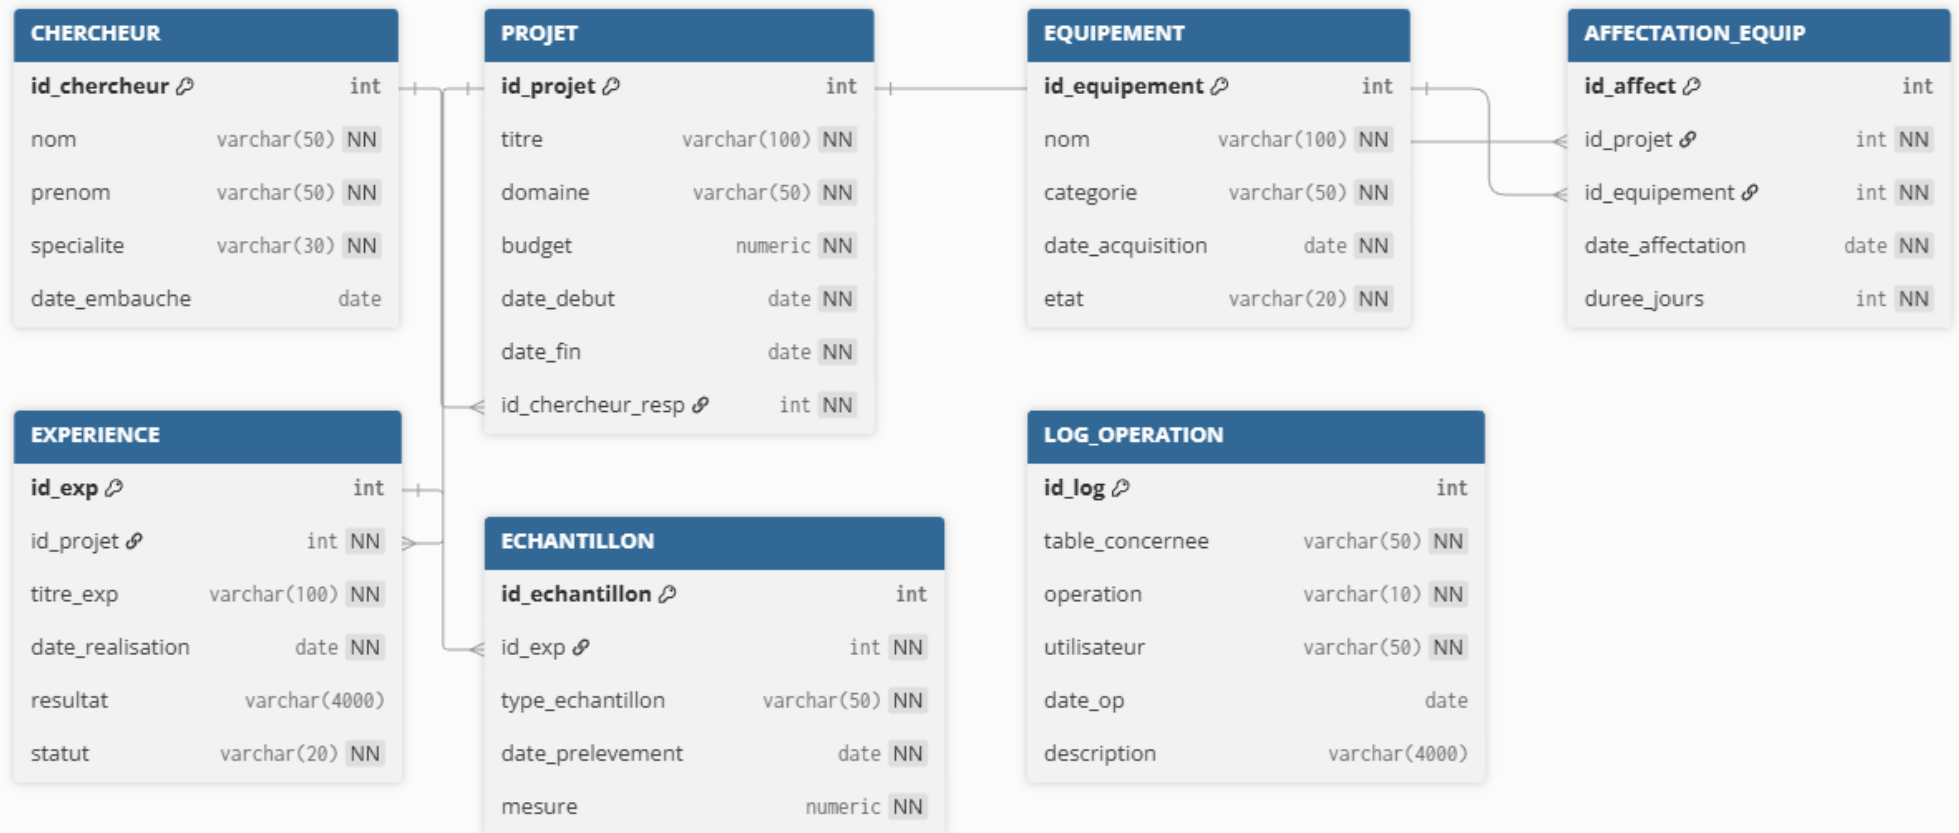 CHERCHEUR
id_chercheur int
nom varchar(50) NN
prenom varchar(50) NN
specialite varchar(30) NN
date_embauche date
PROJET
id_projet int
titre varchar(100) NN
domaine varchar(50) NN
budget numeric NN
date_debut date NN
date_fin date NN
id_chercheur_resp int NN
EQUIPEMENT
id_equipement int
nom varchar(100) NN
categorie varchar(50) NN
date_acquisition date NN
etat varchar(20) NN
AFFECTATION_EQUIP
id_affect int
id_projet int NN
id_equipement int NN
date_affectation date NN
duree_jours int NN
EXPERIENCE
id_exp int
id_projet int NN
titre_exp varchar(100) NN
date_realisation date NN
resultat varchar(4000)
statut varchar(20) NN
ECHANTILLON
id_echantillon int
id_exp int NN
type_echantillon varchar(50) NN
date_prelevement date NN
mesure numeric NN
LOG_OPERATION
id_log int
table_concernee varchar(50) NN
operation varchar(10) NN
utilisateur varchar(50) NN
date_op date
description varchar(4000)